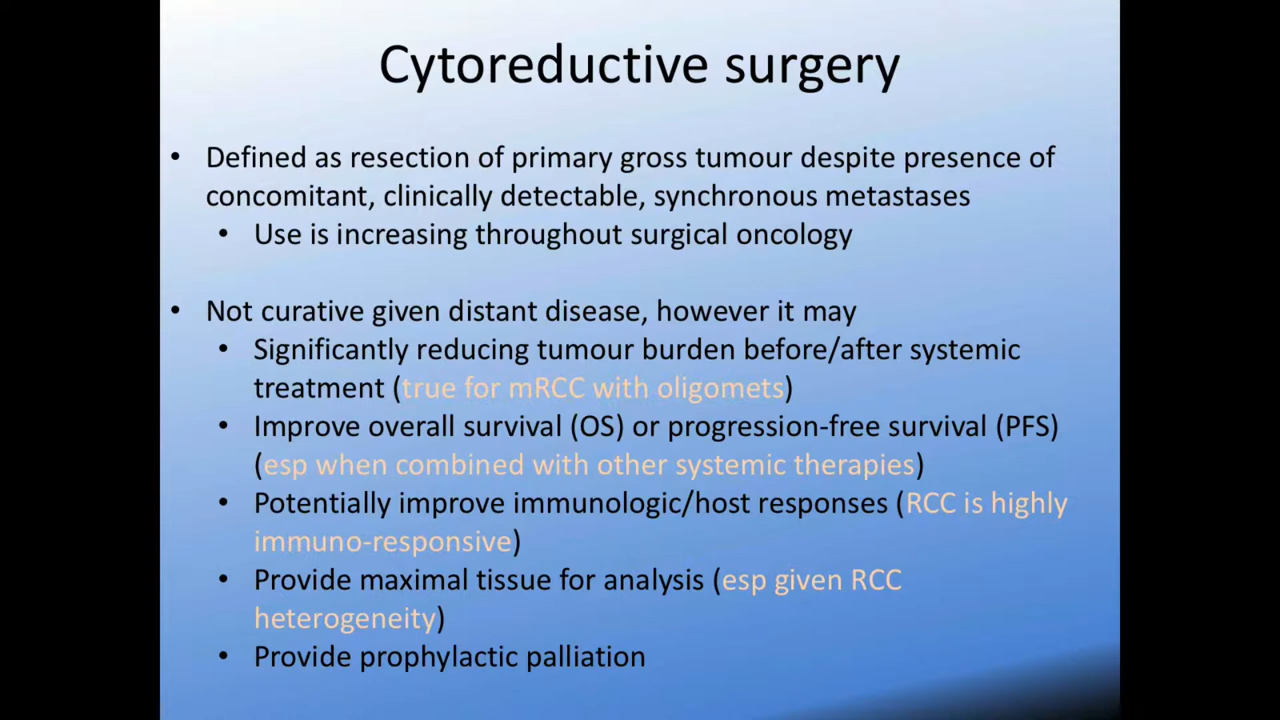 Cytoreductive surgery
• Defined as resection of primary gross tumour despite presence of
concomitant, clinically detectable, synchronous metastases
• Use is increasing throughout surgical oncology
• Not curative given distant disease, however it may
• Significantly reducing tumour burden before/after systemic
treatment (true for mRCC with oligomets)
• Improve overall survival (OS) or progression-free survival (PFS)
(esp when combined with other systemic therapies)
• Potentially improve immunologic/host responses (RCC is highly
immuno-responsive)
• Provide maximal tissue for analysis (esp given RCC
heterogeneity)
• Provide prophylactic palliation